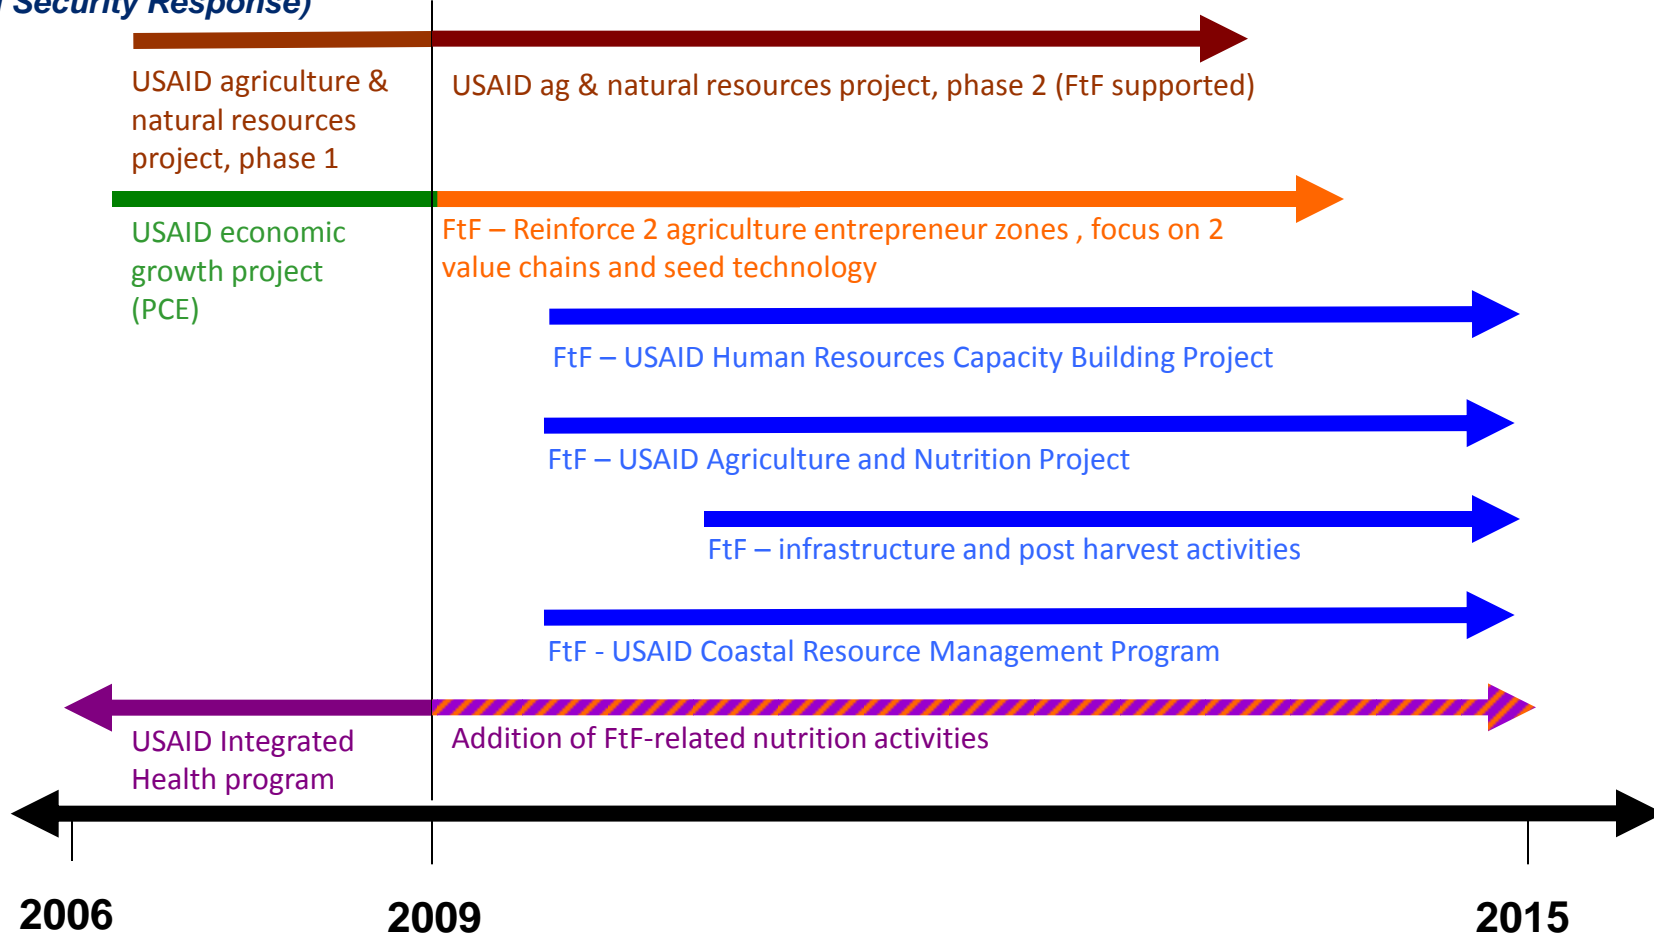 Security Response)
USAID agriculture &
natural resources
project, phase 1
USAID ag & natural resources project, phase 2 (FtF supported)
USAID economic
growth project
(PCE)
FtF – Reinforce 2 agriculture entrepreneur zones , focus on 2
value chains and seed technology
FtF – USAID Human Resources Capacity Building Project
FtF – USAID Agriculture and Nutrition Project
FtF – infrastructure and post harvest activities
FtF - USAID Coastal Resource Management Program
USAID Integrated
Health program
Addition of FtF-related nutrition activities
2006
2009
2015